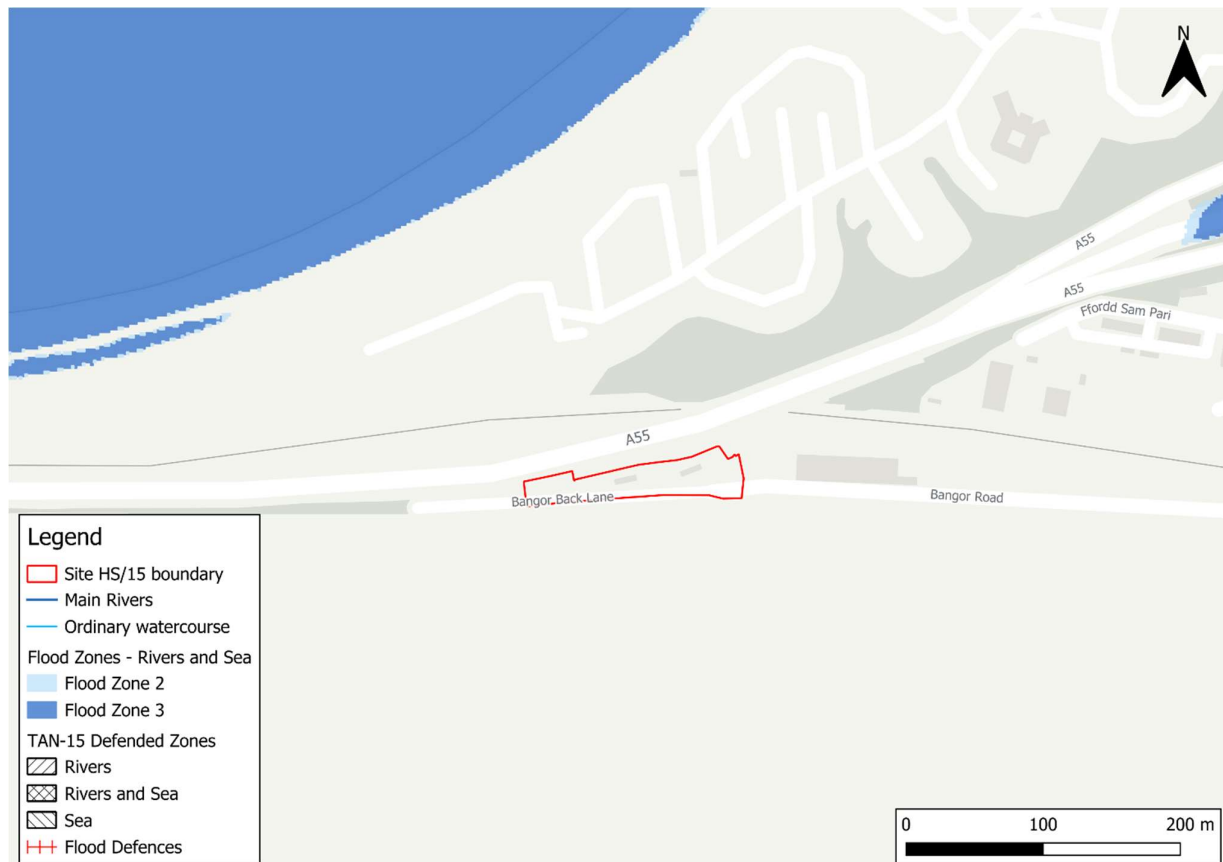 N
A55
A55
Ffordd Sam Pari
A55
Bangor Back Lane
Bangor Road
Legend
Site HS/15 boundary
Main Rivers
Ordinary watercourse
Flood Zones - Rivers and Sea
Flood Zone 2
Flood Zone 3
TAN-15 Defended Zones
Rivers
Rivers and Sea
Sea
Flood Defences
0 100 200 m